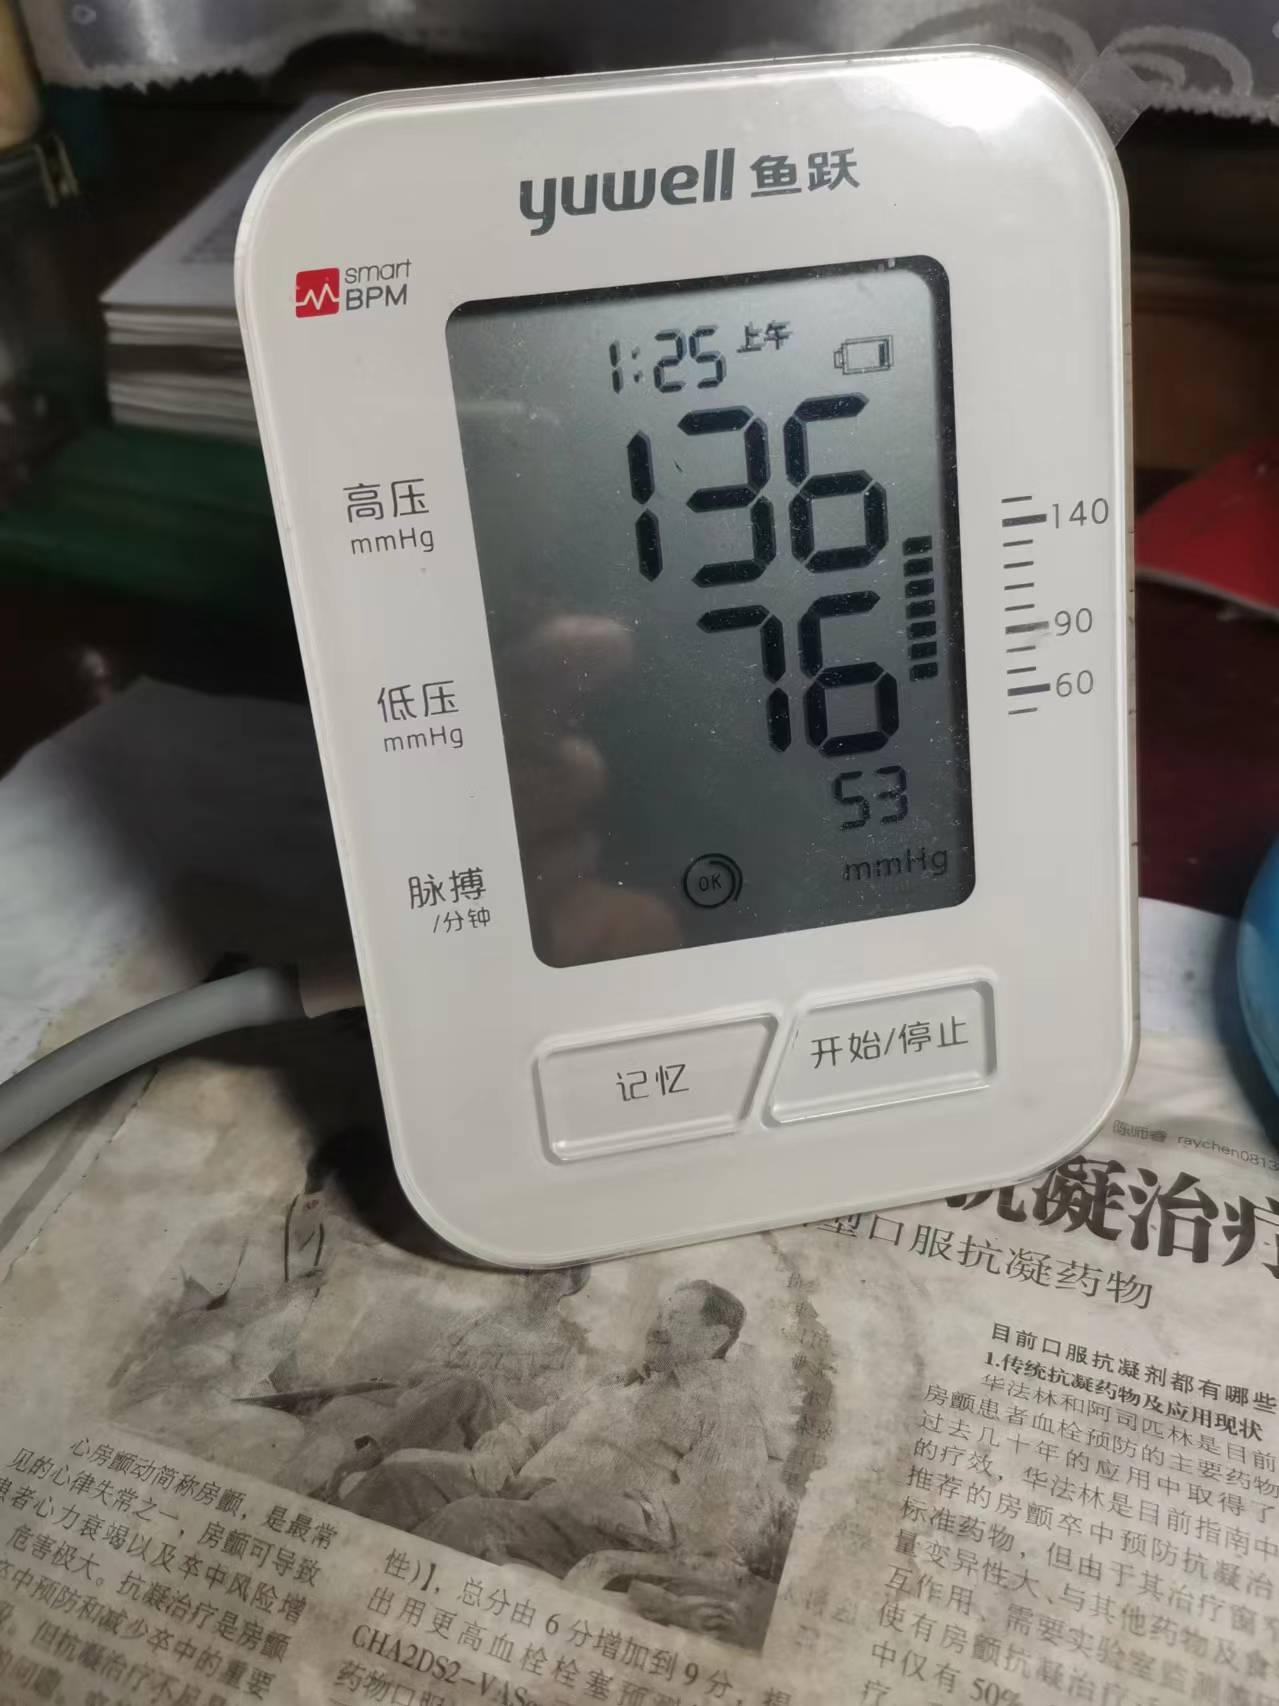 yuwell 鱼跃
smart
BPM
1:25 上午
高压
mmHg
136
140
90
60
低压
mmHg
76
脉搏
/分钟
53
OK
mmHg
记忆
开始/停止
raychen0813
抗凝治疗
型口服抗凝药物
目前口服抗凝剂都有哪些
1.传统抗凝药物及应用现状
华法林和阿司匹林是目前
房颤患者血栓预防的主要药物
过去几十年的应用中取得了
的疗效，华法林是目前指南中
推荐的房颤卒中预防抗凝治
标准药物，但由于其治疗窗
量变异性大、与其他药物及食
互作用、需要实验室监测等
使有房颤抗凝治疗
中仅有50%
疗
心房颤动简称房颤，是最常
见的心律失常之一，房颤可导致
患者心力衰竭以及卒中风险增
危害极大。抗凝治疗是房颤
卒中预防和减少卒中的重要
但抗凝治疗不足
性)】，总分由6分增加到9分，
出用更高血栓栓塞预
CHA2DS2-VASc
药物口服